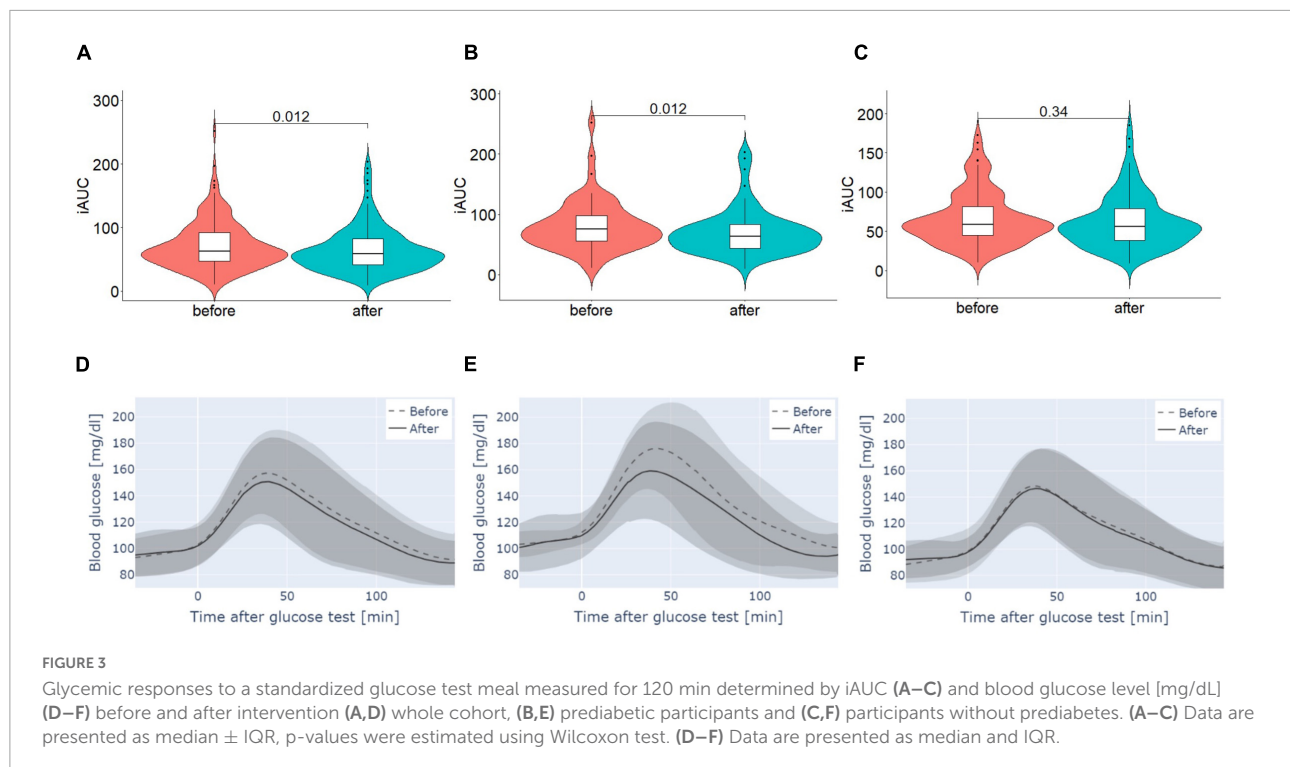 A
B
C
300
200
100
0
iAUC
0.012
before
after
300
200
100
0
iAUC
0.012
before
after
200
150
100
50
0
iAUC
0.34
before
after
D
E
F
200
180
160
140
120
100
80
Blood glucose [mg/dl]
Before
After
0
50
100
Time after glucose test [min]
200
180
160
140
120
100
80
Blood glucose [mg/dl]
Before
After
0
50
100
Time after glucose test [min]
200
180
160
140
120
100
80
Blood glucose [mg/dl]
Before
After
0
50
100
Time after glucose test [min]
FIGURE 3
Glycemic responses to a standardized glucose test meal measured for 120 min determined by iAUC (A–C) and blood glucose level [mg/dL]
(D–F) before and after intervention (A,D) whole cohort, (B,E) prediabetic participants and (C,F) participants without prediabetes. (A–C) Data are
presented as median ± IQR, p-values were estimated using Wilcoxon test. (D–F) Data are presented as median and IQR.